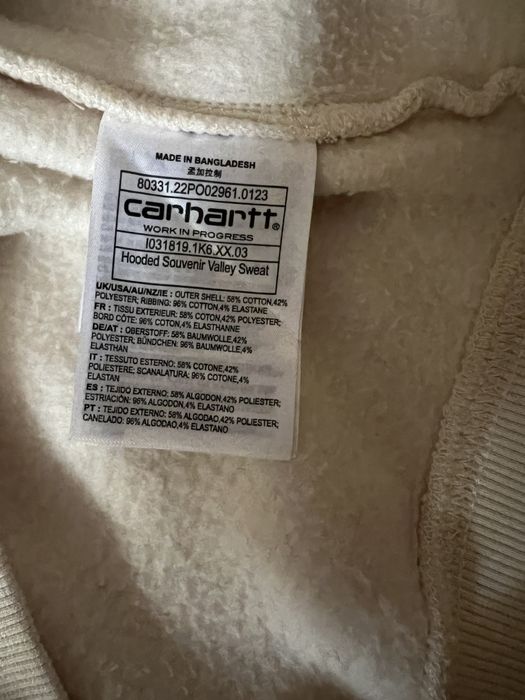 MADE IN BANGLADESH
孟加拉制
80331.22PO02961.0123
carhartt®
WORK IN PROGRESS
I031819.1K6.XX.03
Hooded Souvenir Valley Sweat
UK/USA/AU/NZ/IE : OUTER SHELL: 58% COTTON,42%
POLYESTER; RIBBING: 96% COTTON,4% ELASTANE
FR : TISSU EXTERIEUR: 58% COTON, 42% POLYESTER;
BORD CÔTE: 96% COTON,4% ELASTHANNE
DE/AT : OBERSTOFF: 58% BAUMWOLLE,42%
POLYESTER; BÜNDCHEN: 96% BAUMWOLLE,4%
ELASTHAN
IT : TESSUTO ESTERNO: 58% COTONE,42%
POLIESTERE; SCANALATURA: 96% COTONE,4%
ELASTAN
ES : TEJIDO EXTERNO: 58% ALGODON,42% POLIESTER;
ESTRIACIÓN: 96% ALGODON,4% ELASTANO
PT : TEJIDO EXTERNO: 58% ALGODAO,42% POLIESTER;
CANELADO: 96% ALGODAO,4% ELASTANO